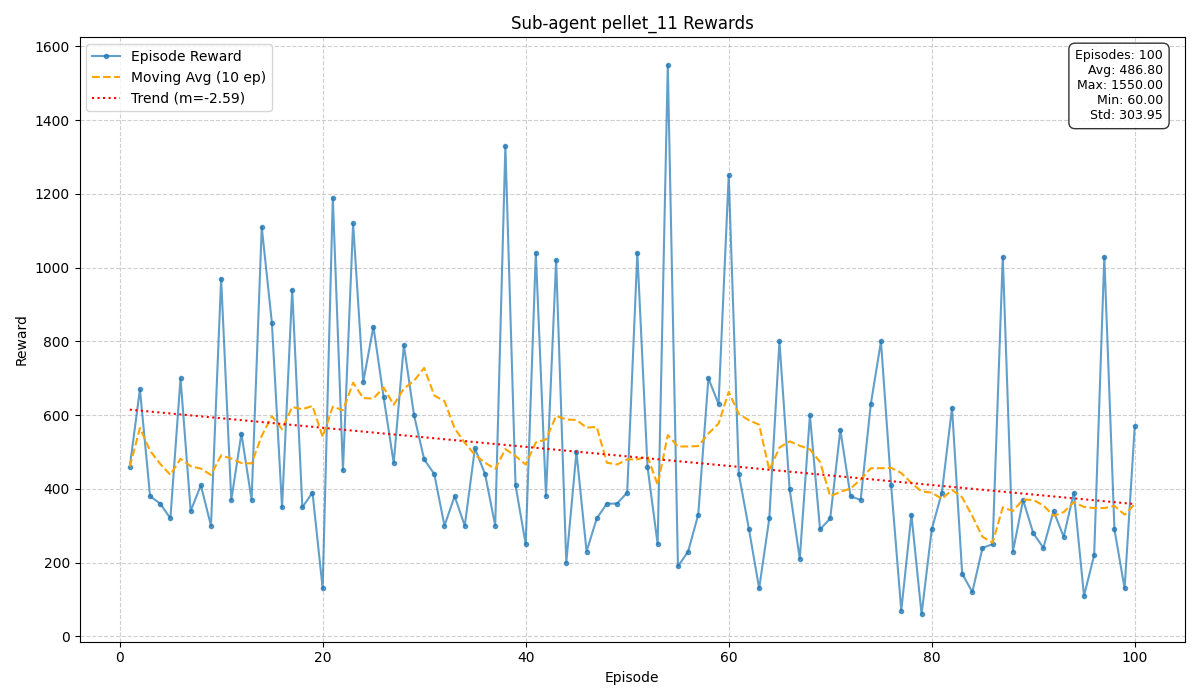 Sub-agent pellet_11 Rewards
Episode Reward
Moving Avg (10 ep)
Trend (m=-2.59)
Episodes: 100
Avg: 486.80
Max: 1550.00
Min: 60.00
Std: 303.95
Reward
1600
1400
1200
1000
800
600
400
200
0
0 20 40 60 80 100
Episode